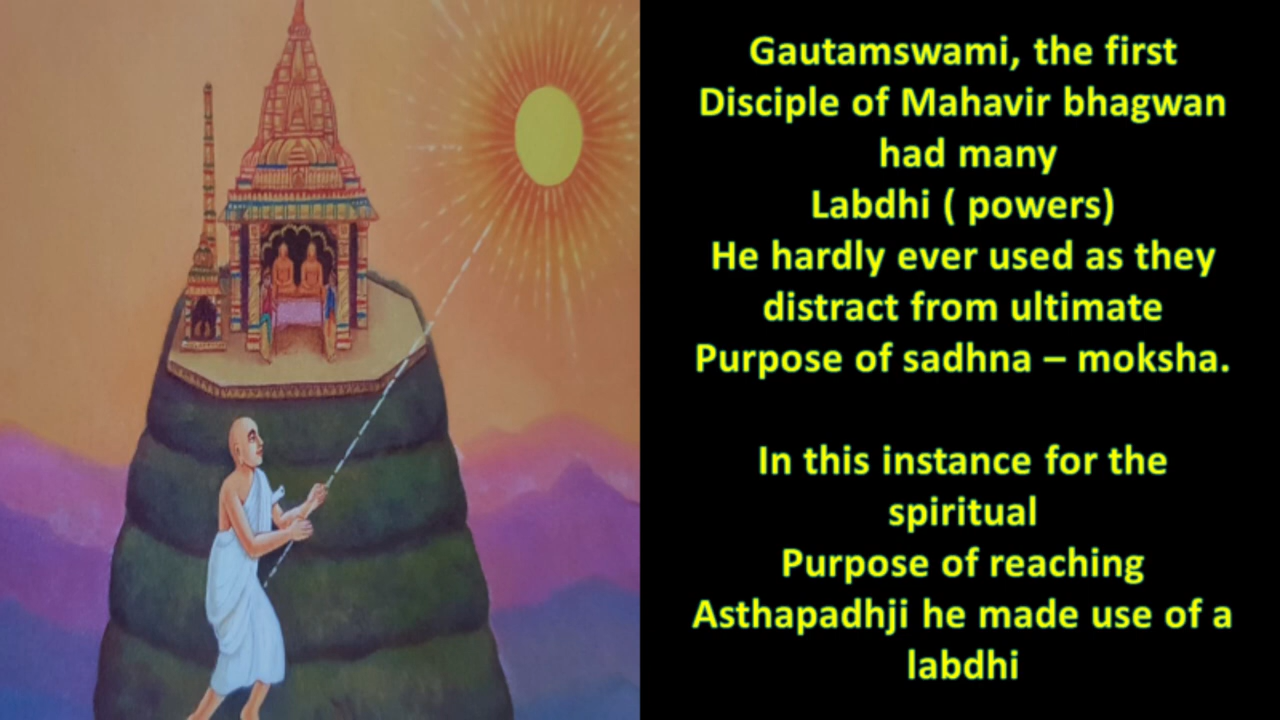 Gautamswami, the first
Disciple of Mahavir bhagwan
had many
Labdhi ( powers)
He hardly ever used as they
distract from ultimate
Purpose of sadhna – moksha.
In this instance for the
spiritual
Purpose of reaching
Asthapadhji he made use of a
labdhi